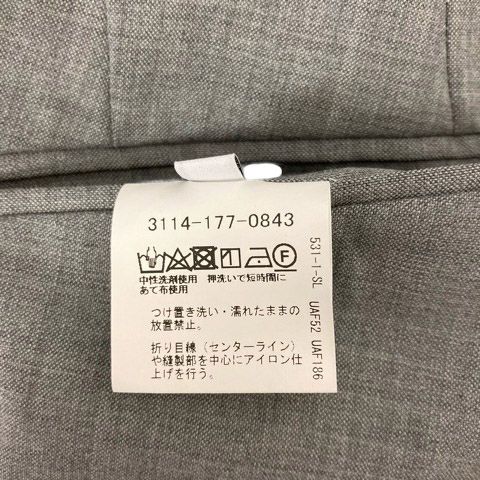 3114-177-0843
中性洗剤使用 押洗いで短時間に
あて布使用
つけ置き洗い・濡れたままの
放置禁止。
折り目線(センターライン)
や縫製部を中心にアイロン仕
上げを行う。
531-1-SL UAF52 UAF186